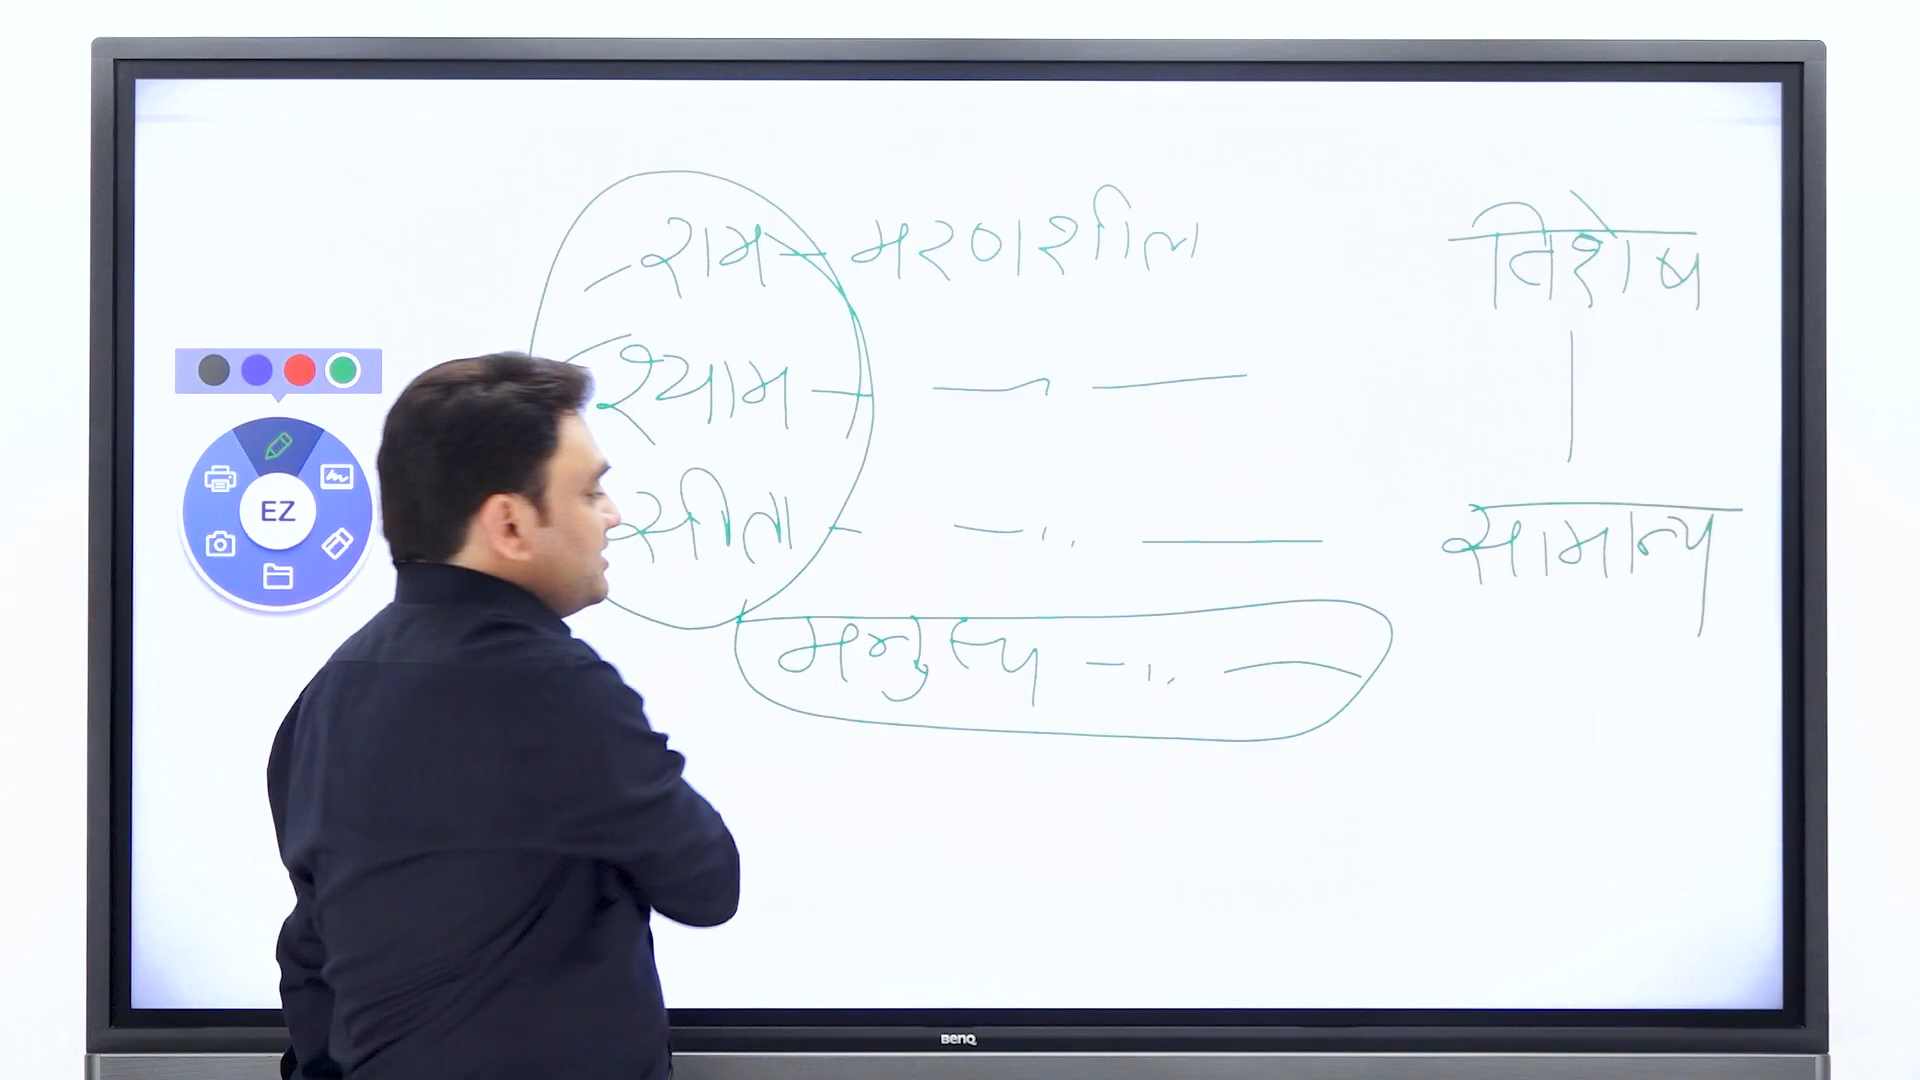 राम - मरणशील
विशेष
श्याम -
सीता -
सामान्य
मनुष्य -
EZ
BenQ